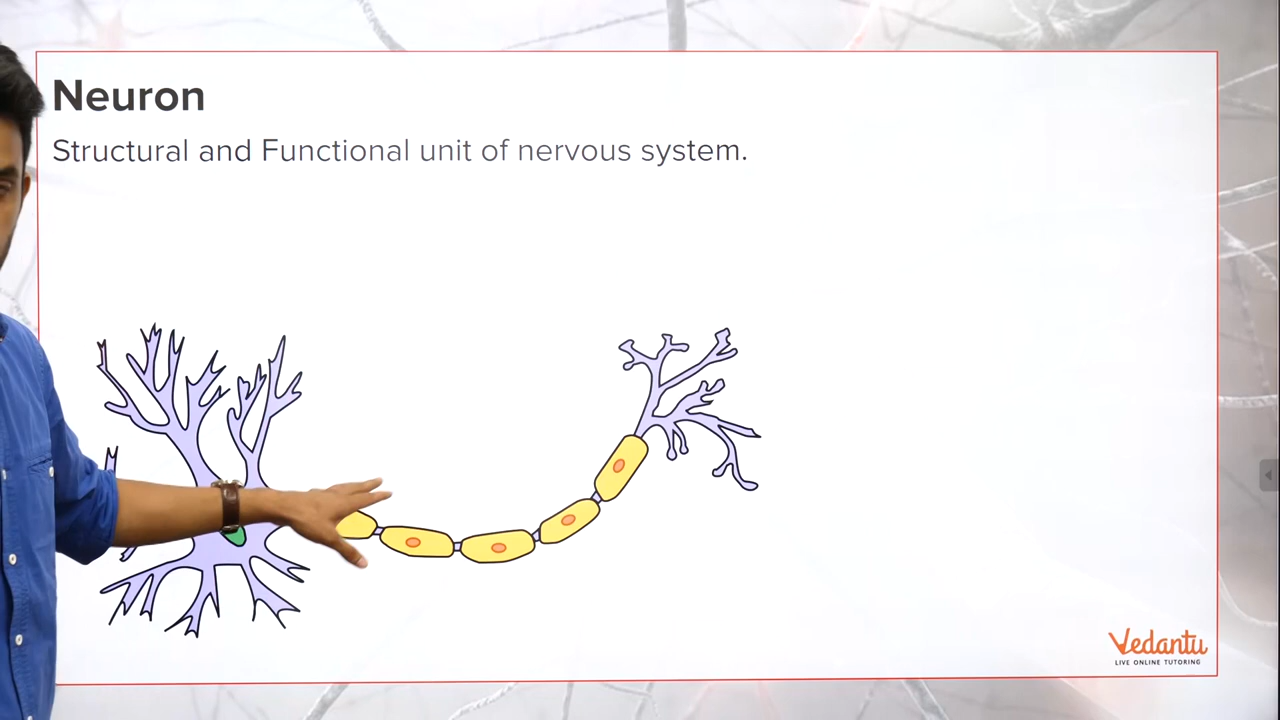 Neuron
Structural and Functional unit of nervous system.
Vedantu
LIVE ONLINE TUTORING